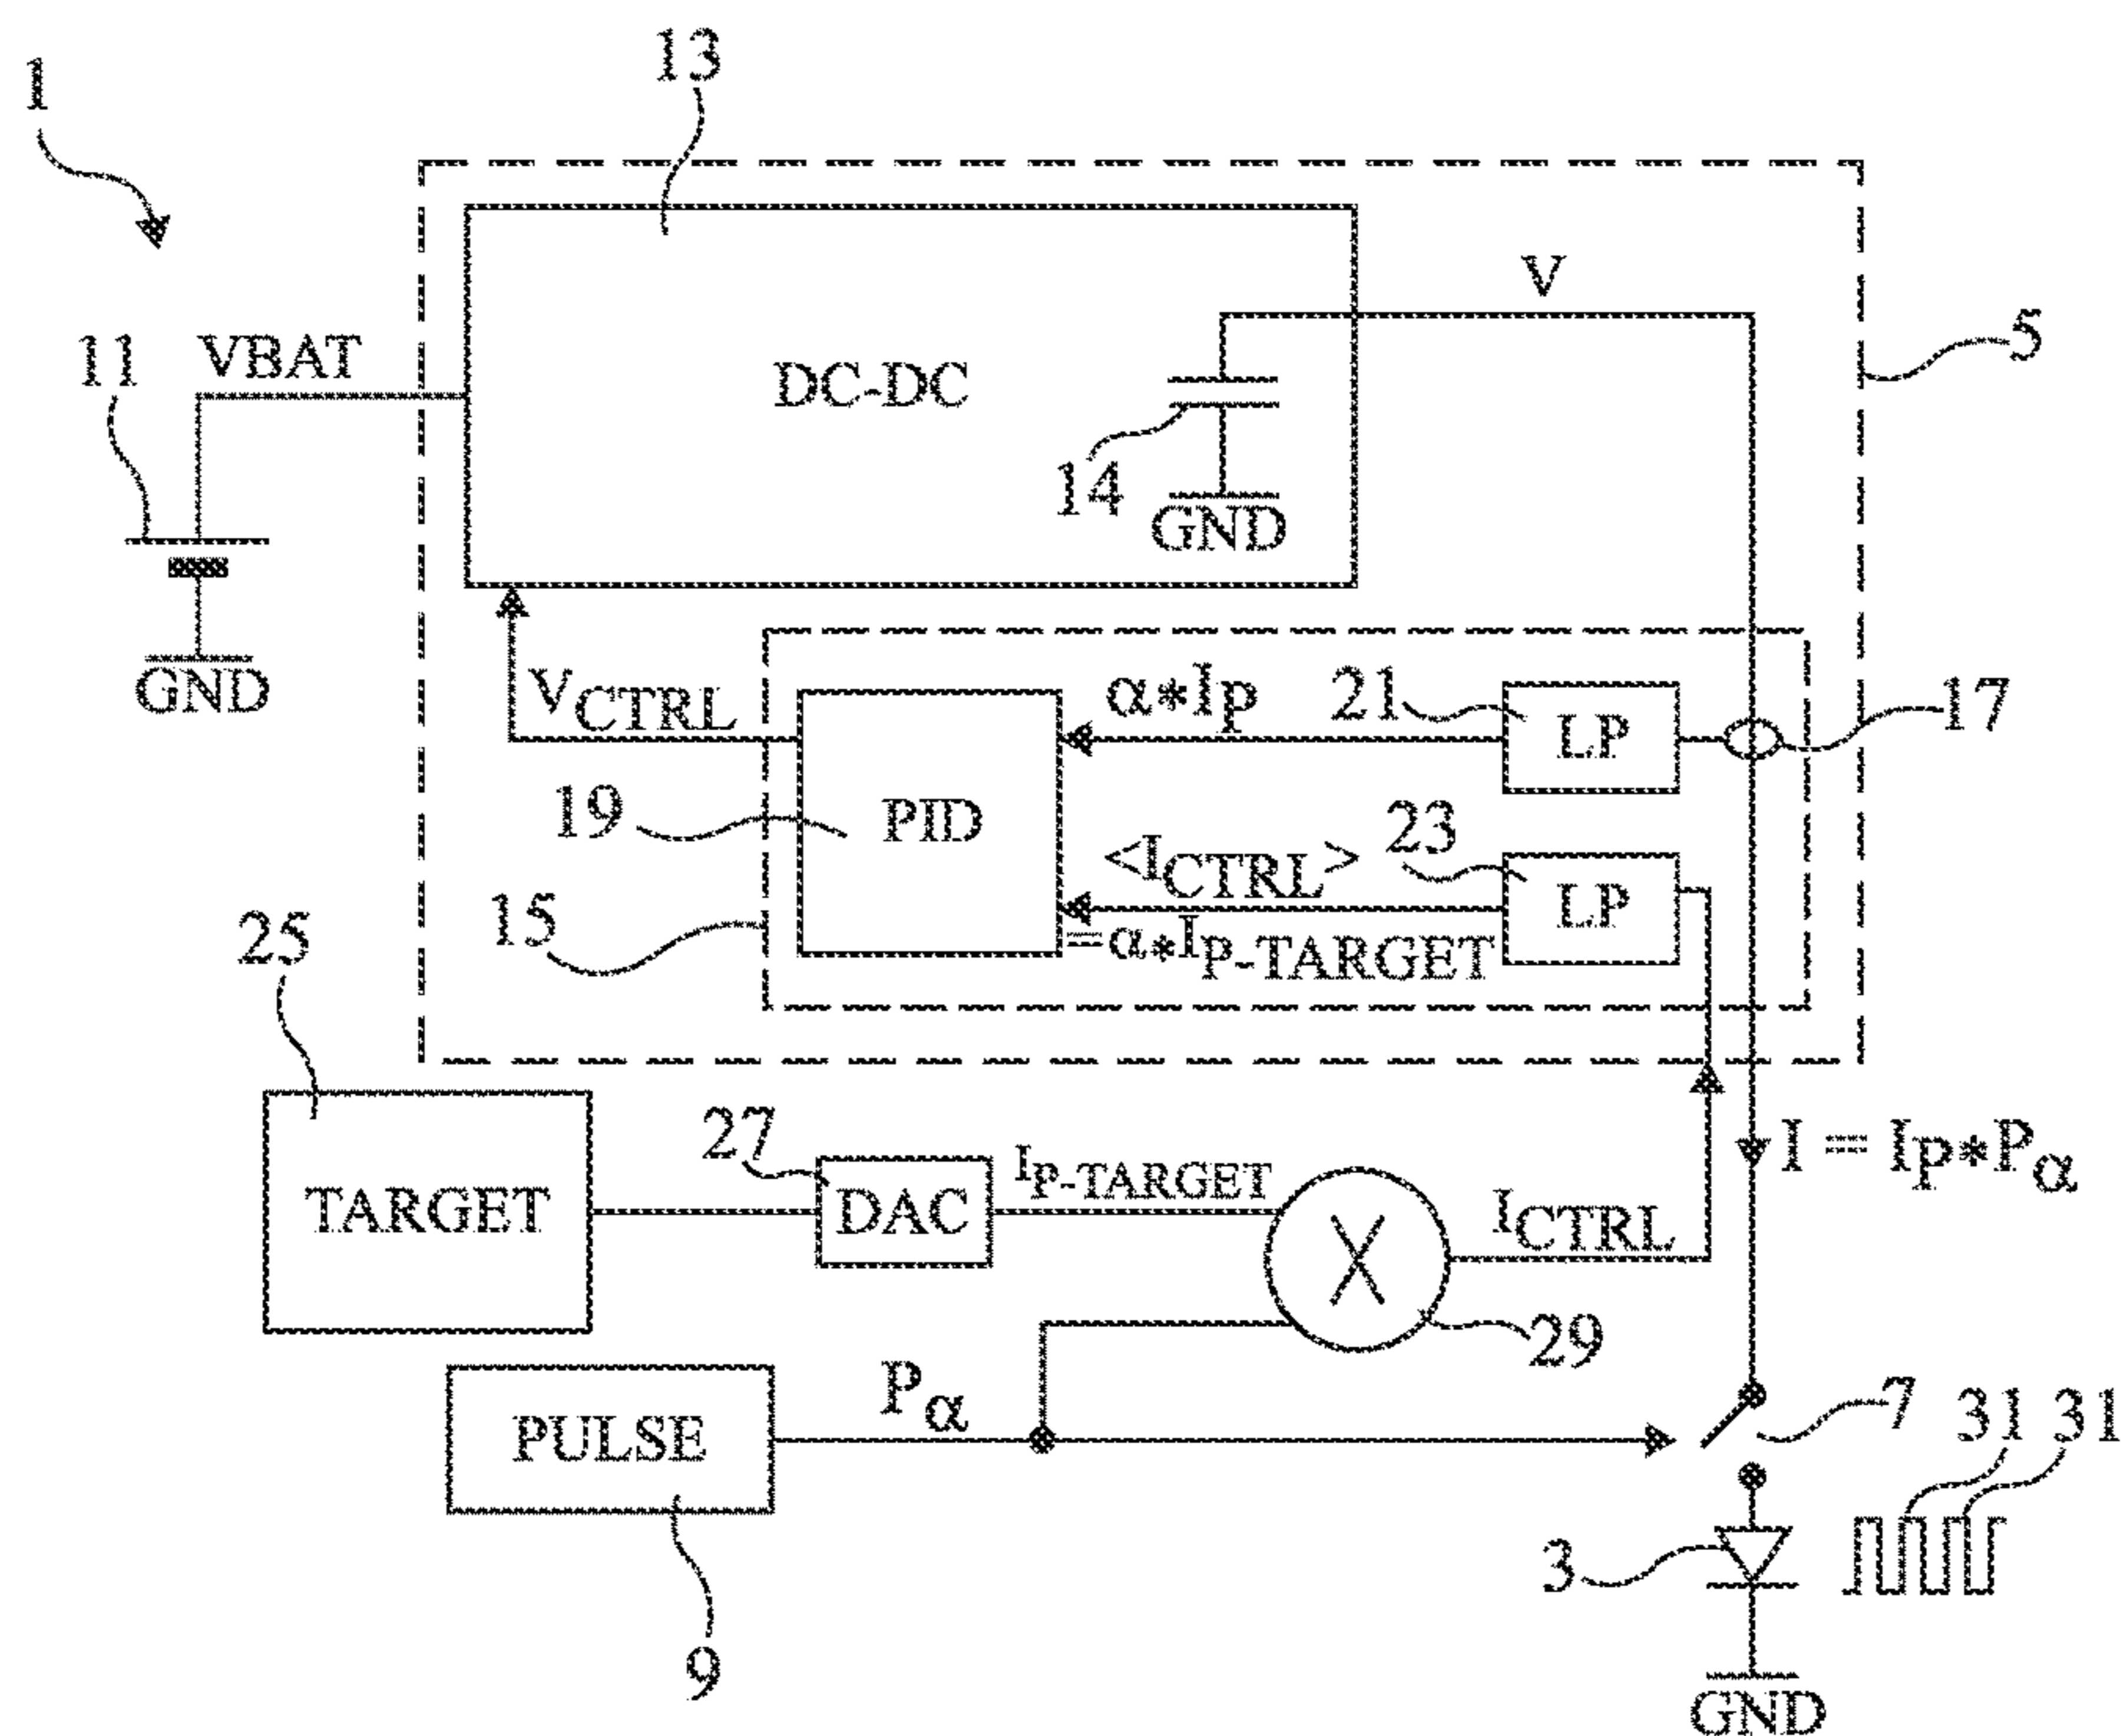 1
13
11
VBAT
DC-DC
V
5
14
GND
GND
VCTRL
α*IP
21
LP
17
19
PID
<ICTRL>
23
LP
15
=α*IP-TARGET
25
TARGET
27
DAC
IP-TARGET
X
ICTRL
I = IP*Pα
29
PULSE
Pα
7
31
31
3
9
GND